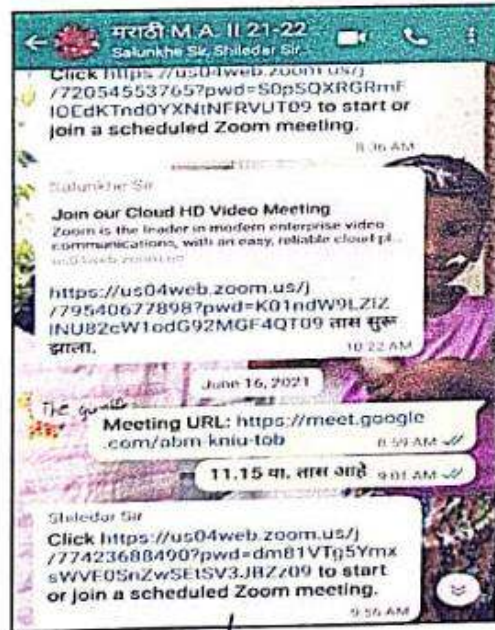 मराठी M.A. II 21-22
Salunkhe Sir, Shiledar Sir,
Click https://us04web.zoom.us/j
/72054553765?pwd=S0pSQXRGRmF
IOEdKTnd0YXNtNFRVUT09 to start or
join a scheduled Zoom meeting.
8:36 AM
Salunkhe Sir
Join our Cloud HD Video Meeting
Zoom is the leader in modern enterprise video
communications, with an easy, reliable cloud pl...
us04web.zoom.us
https://us04web.zoom.us/j
/79540677898?pwd=K01ndW9LZlZ
INU82cW1odG92MGF4QT09 तास सुरू
झाला.
10:22 AM
June 16, 2021
The
Meeting URL: https://meet.google
.com/abm-kniu-tob
8:59 AM
11.15 वा. तास आहे 9:01 AM
Shiledar Sir
Click https://us04web.zoom.us/j
/77423688490?pwd=dm81VTg5Ymx
sWVF0SnZwSEtSV3JBZz09 to start
or join a scheduled Zoom meeting.
9:56 AM